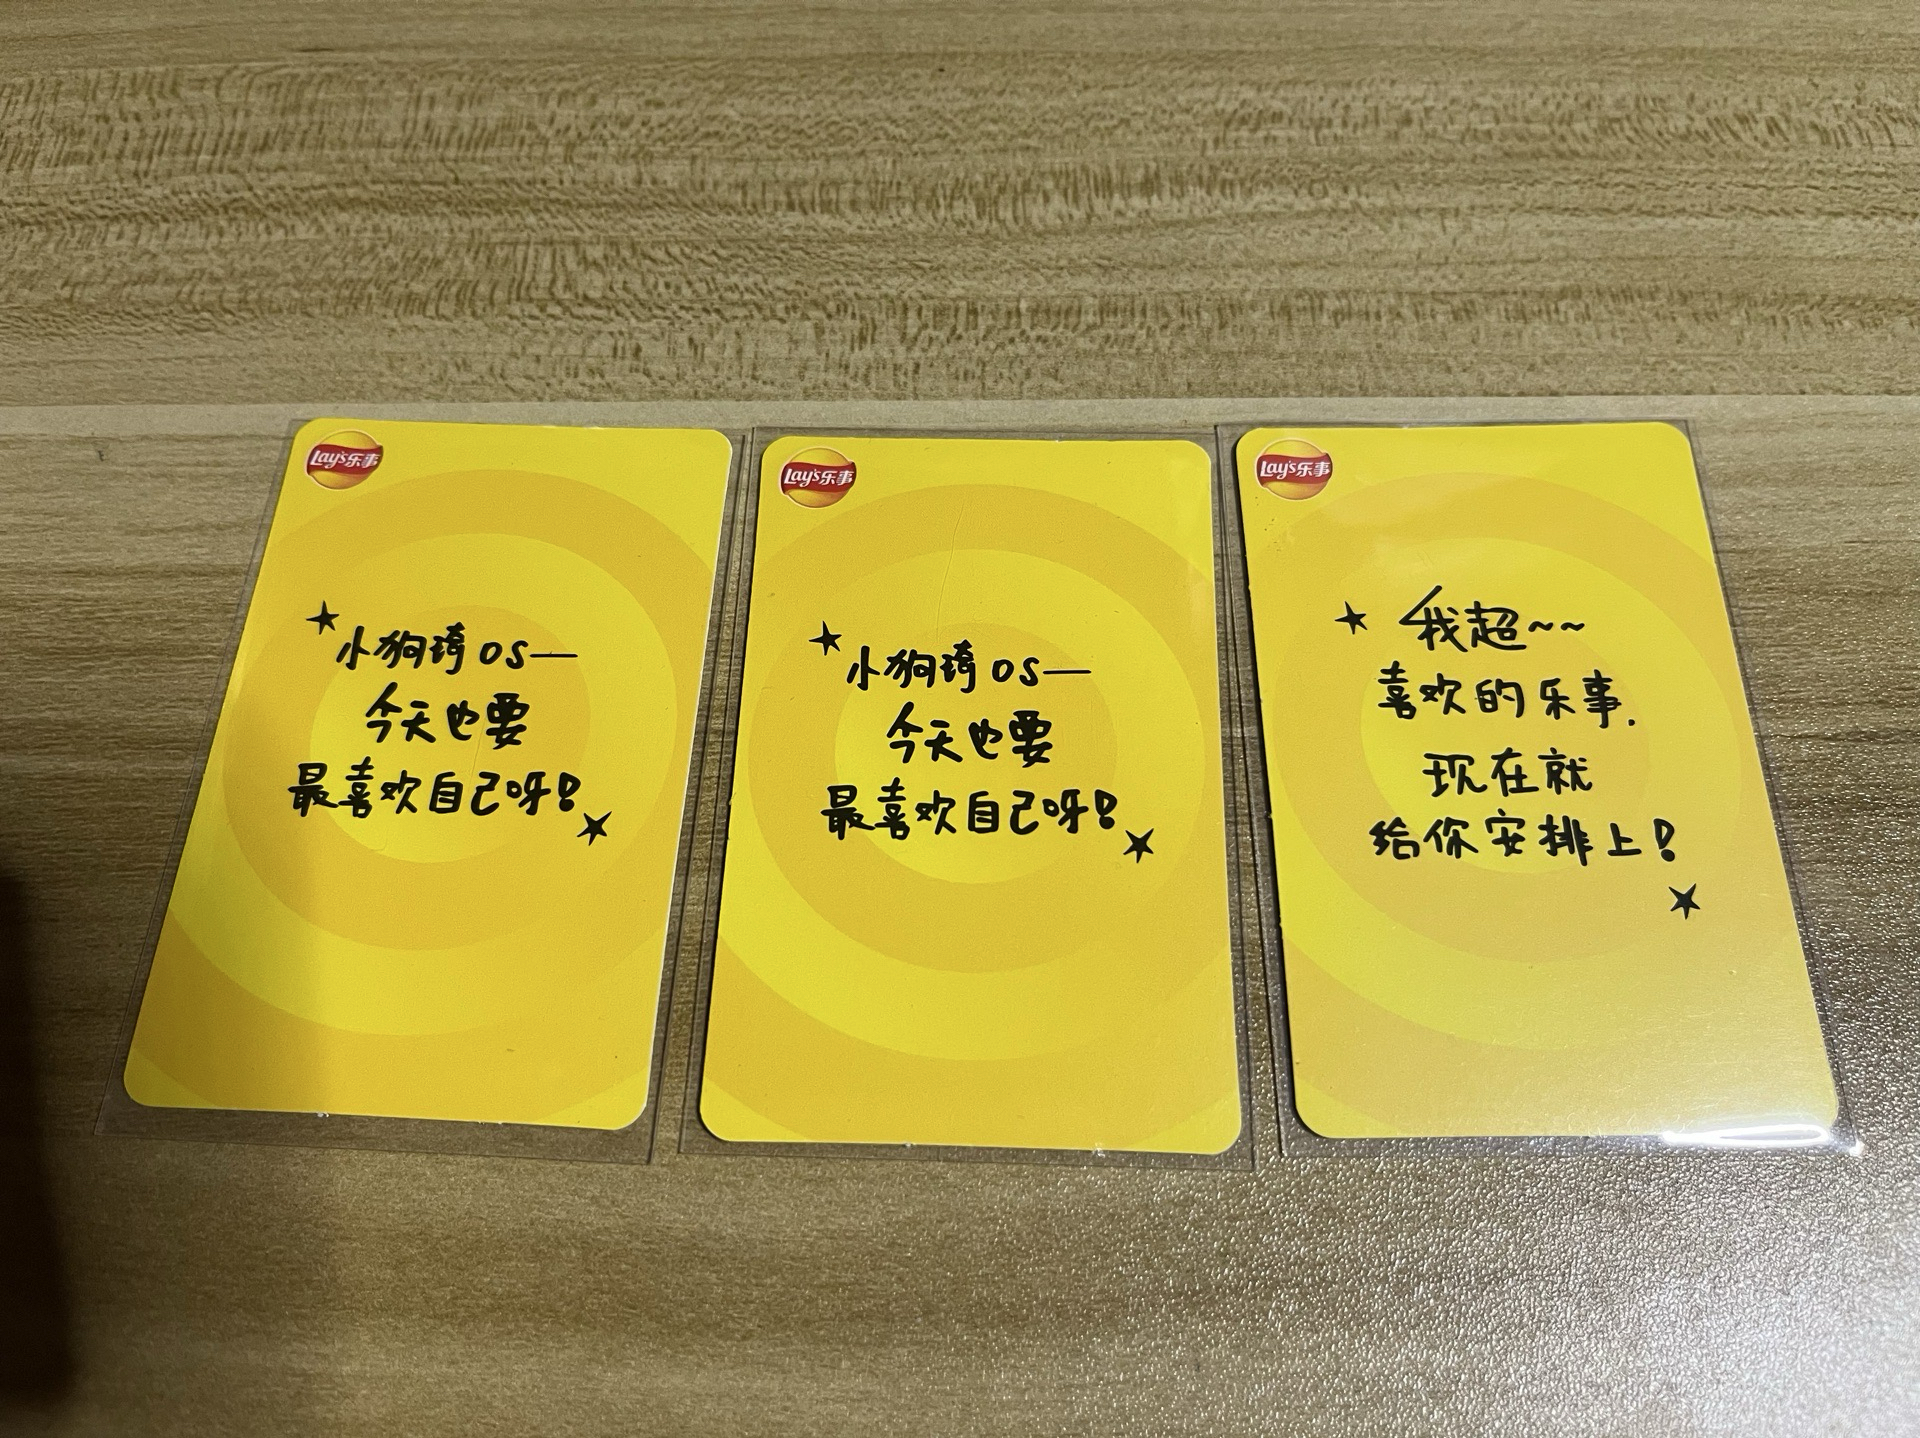 Lay's乐事
小狗琦OS—
今天也要
最喜欢自己呀!
Lay's乐事
小狗琦OS—
今天也要
最喜欢自己呀!
Lay's乐事
我超~~
喜欢的乐事.
现在就
给你安排上!